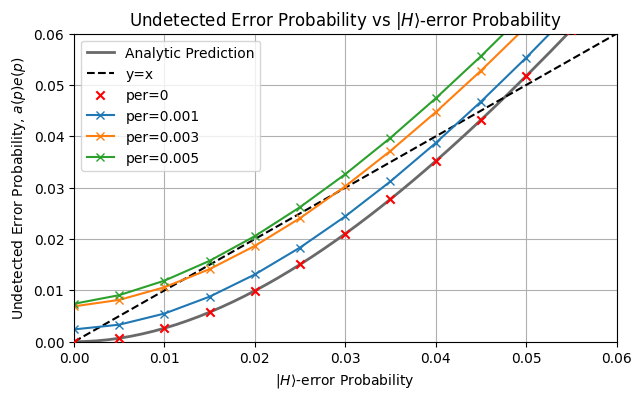 Undetected Error Probability vs |H⟩-error Probability
Analytic Prediction
y=x
per=0
per=0.001
per=0.003
per=0.005
Undetected Error Probability, a(p)e(p)
0.06
0.05
0.04
0.03
0.02
0.01
0.00
0.00 0.01 0.02 0.03 0.04 0.05 0.06
|H⟩-error Probability